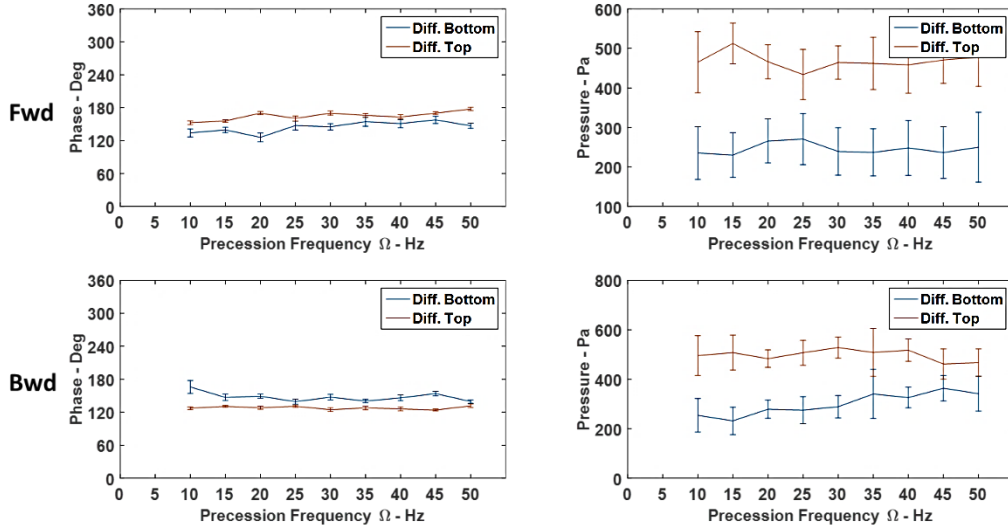 Fwd
Phase - Deg
360
300
240
180
120
60
0
0 5 10 15 20 25 30 35 40 45 50
Precession Frequency Ω - Hz
Diff. Bottom
Diff. Top
Pressure - Pa
600
500
400
300
200
100
0 5 10 15 20 25 30 35 40 45 50
Precession Frequency Ω - Hz
Diff. Bottom
Diff. Top
Bwd
Phase - Deg
360
300
240
180
120
60
0
0 5 10 15 20 25 30 35 40 45 50
Precession Frequency Ω - Hz
Diff. Bottom
Diff. Top
Pressure - Pa
800
600
400
200
0
0 5 10 15 20 25 30 35 40 45 50
Precession Frequency Ω - Hz
Diff. Bottom
Diff. Top